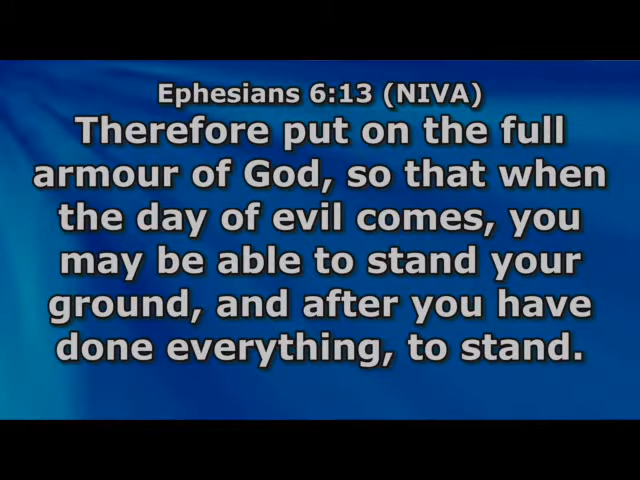 Ephesians 6:13 (NIVA)
Therefore put on the full
armour of God, so that when
the day of evil comes, you
may be able to stand your
ground, and after you have
done everything, to stand.